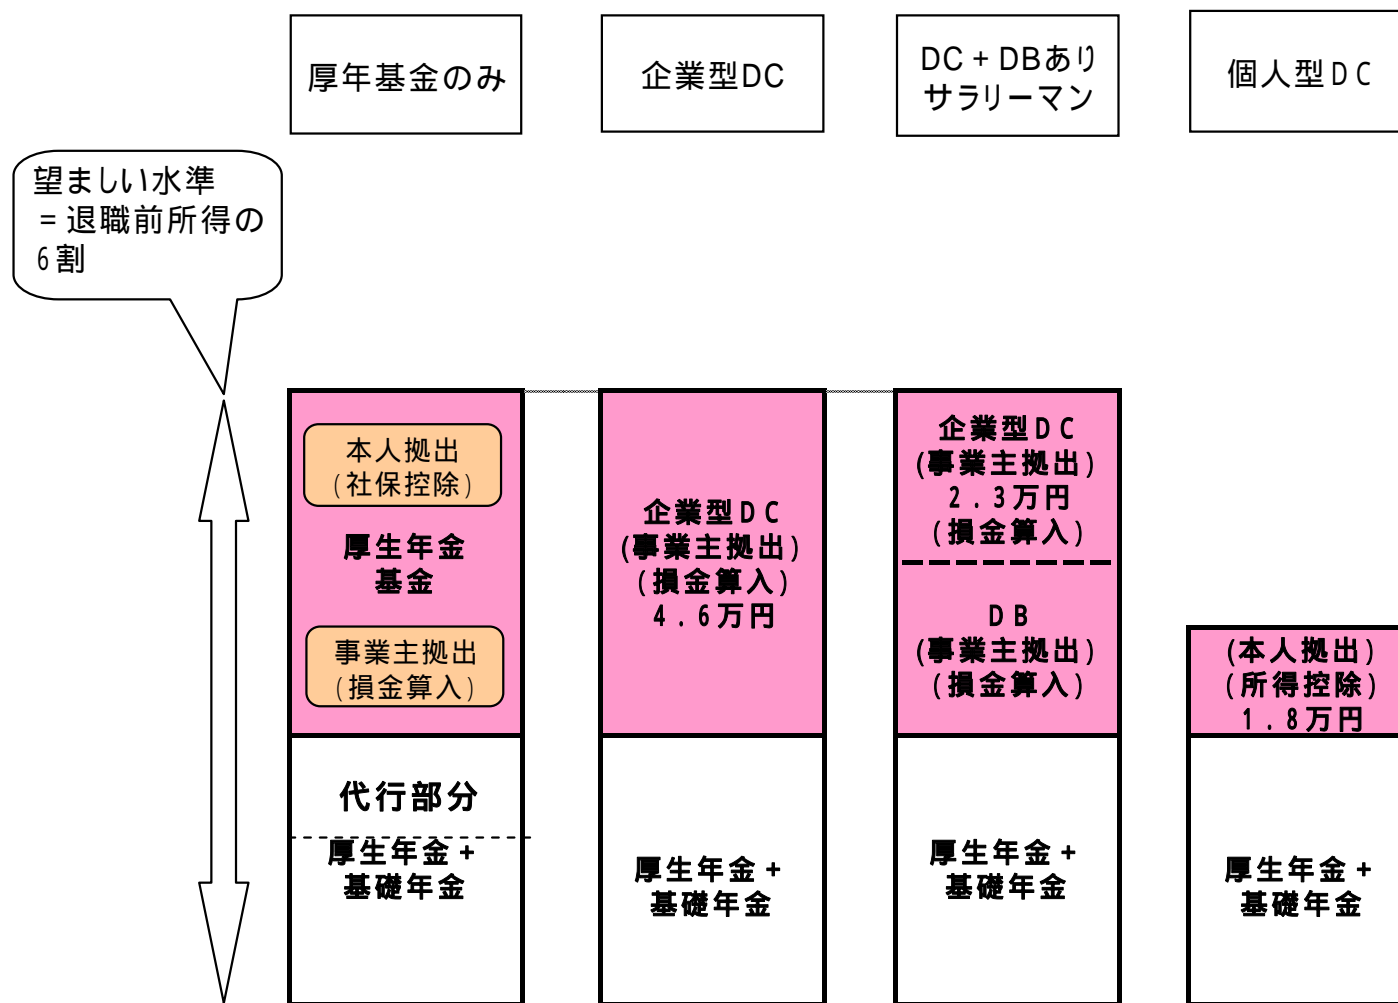 厚年基金のみ
企業型DC
DC+DBあり
サラリーマン
個人型DC
望ましい水準
=退職前所得の
6割
本人拠出
(社保控除)
厚生年金
基金
事業主拠出
(損金算入)
代行部分
厚生年金+
基礎年金
企業型DC
(事業主拠出)
(損金算入)
4.6万円
厚生年金+
基礎年金
企業型DC
(事業主拠出)
2.3万円
(損金算入)
DB
(事業主拠出)
(損金算入)
厚生年金+
基礎年金
(本人拠出)
(所得控除)
1.8万円
厚生年金+
基礎年金